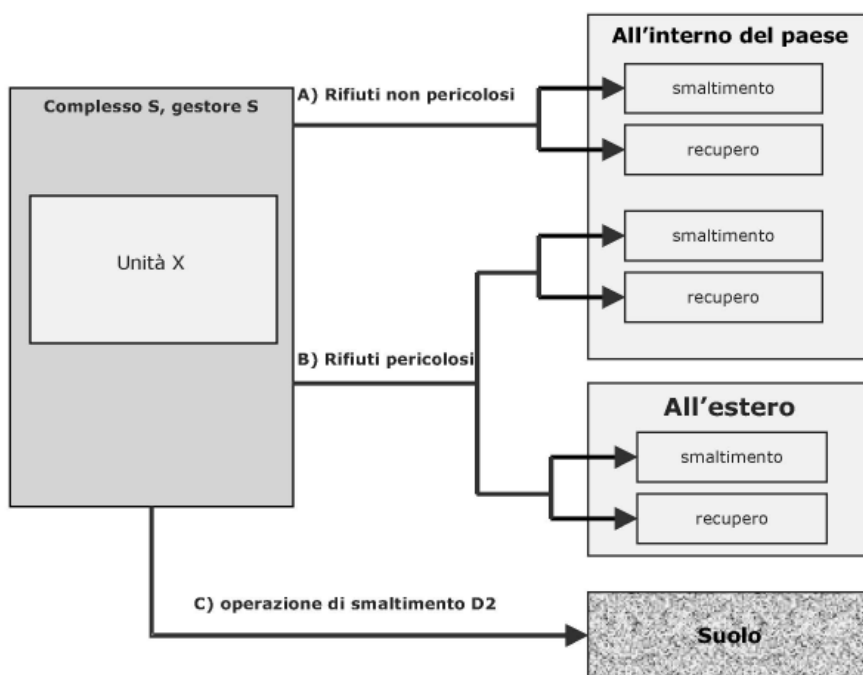 All’interno del paese
smaltimento
recupero
smaltimento
recupero
A) Rifiuti non pericolosi
Complesso S, gestore S
Unità X
B) Rifiuti pericolosi
All’estero
smaltimento
recupero
C) operazione di smaltimento D2
Suolo